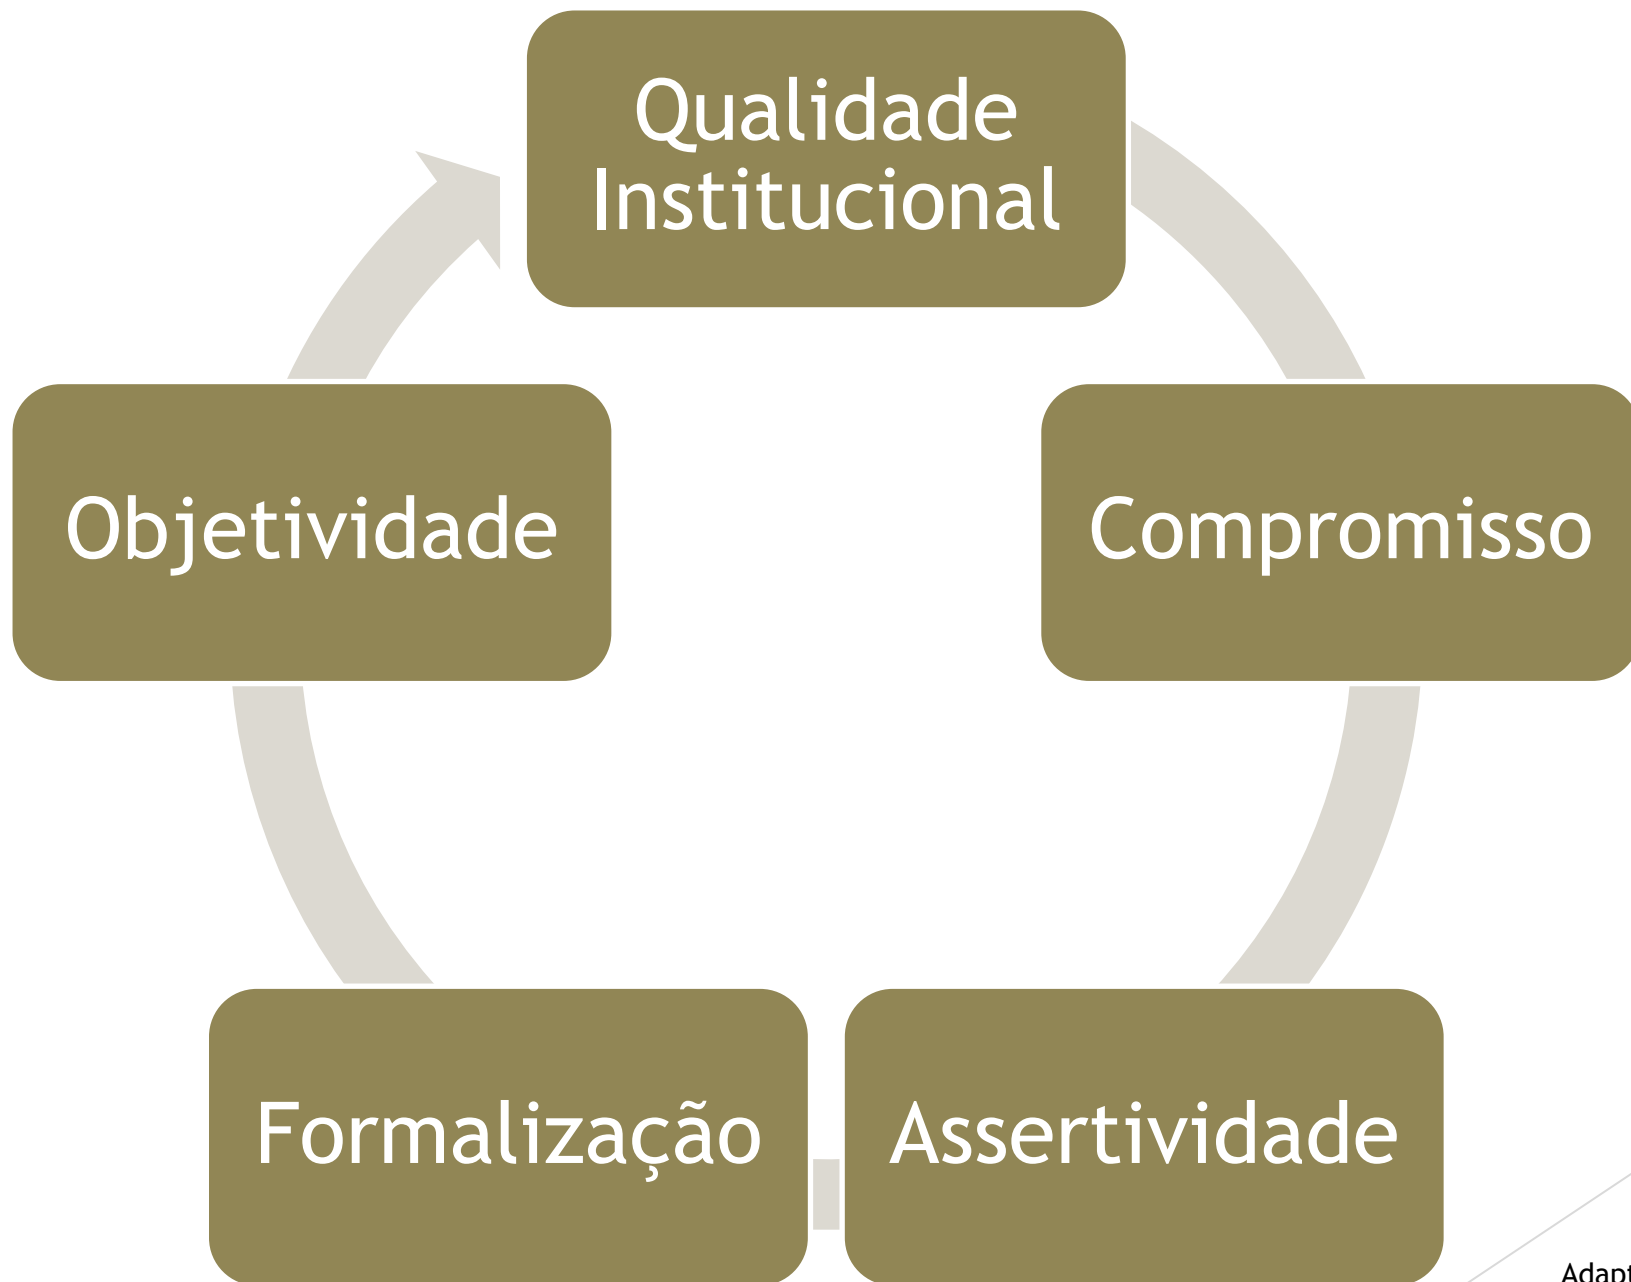 Qualidade
Institucional
Compromisso
Assertividade
Formalização
Objetividade